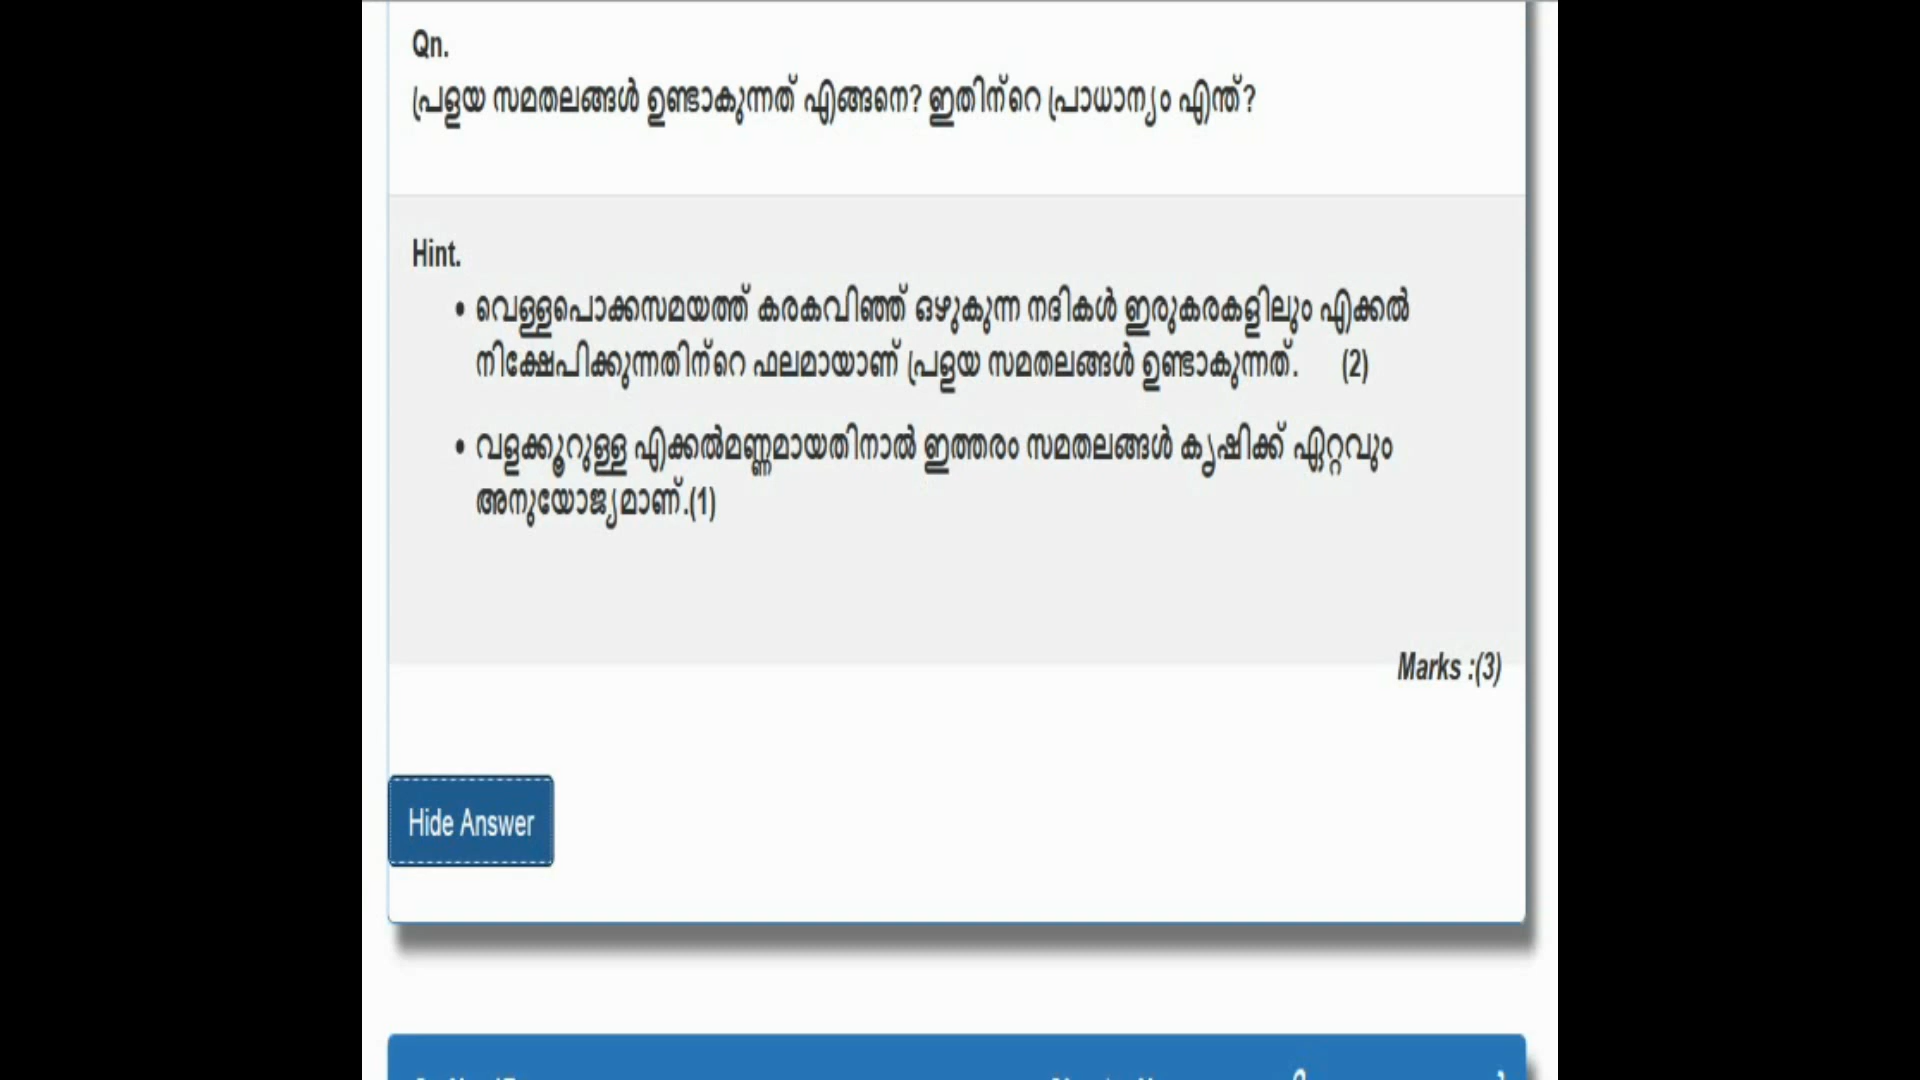 Qn.
പ്രളയ സമതലങ്ങൾ ഉണ്ടാകുന്നത് എങ്ങനെ? ഇതിന്റെ പ്രാധാന്യം എന്ത്?
Hint.
• വെള്ളപൊക്കസമയത്ത് കരകവിഞ്ഞ് ഒഴുകുന്ന നദികൾ ഇരുകരകളിലും എക്കൽ
നിക്ഷേപിക്കുന്നതിന്റെ ഫലമായാണ് പ്രളയ സമതലങ്ങൾ ഉണ്ടാകുന്നത്. (2)
• വളക്കൂറുള്ള എക്കൽമണ്ണമായതിനാൽ ഇത്തരം സമതലങ്ങൾ കൃഷിക്ക് ഏറ്റവും
അനുയോജ്യമാണ്.(1)
Marks :(3)
Hide Answer